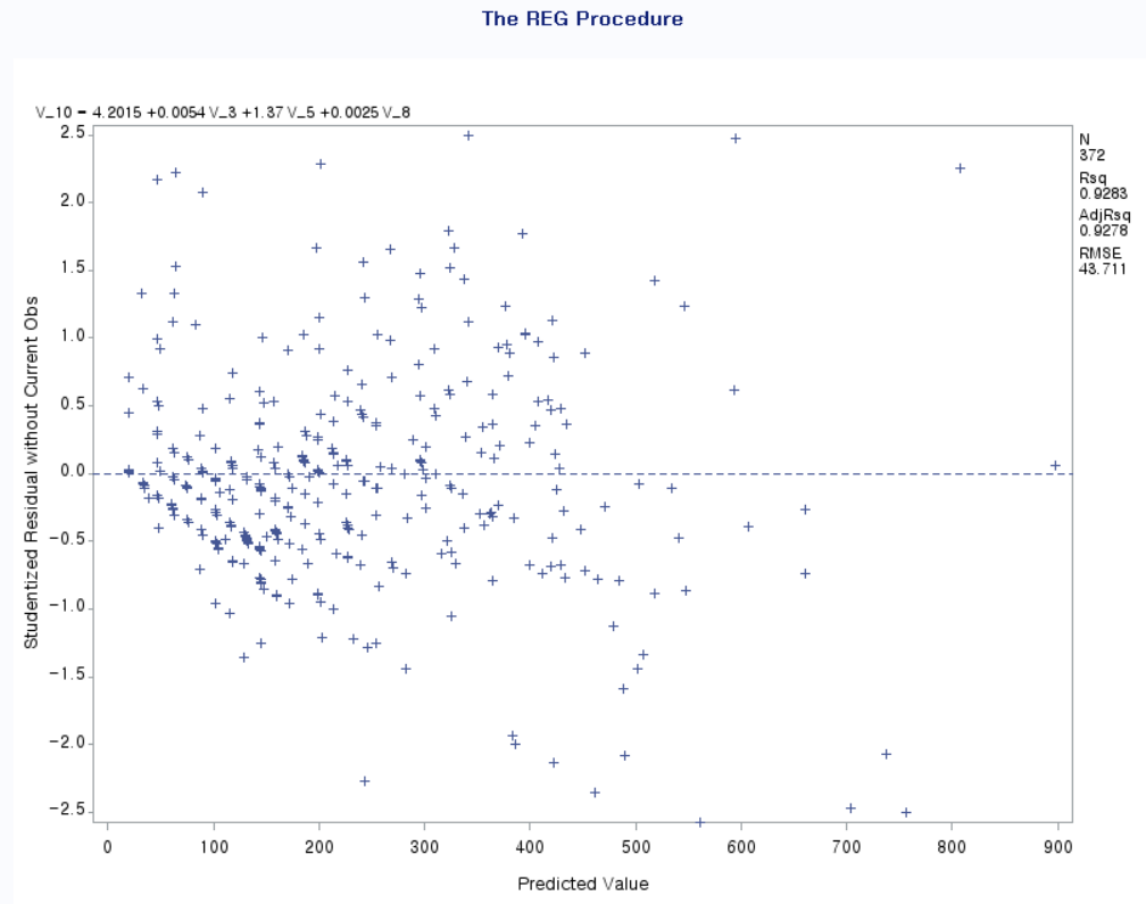 The REG Procedure
V_10 = 4.2015 +0.0054 V_3 +1.37 V_5 +0.0025 V_8
N
372
Rsq
0.9283
AdjRsq
0.9278
RMSE
43.711
Studentized Residual without Current Obs
2.5
2.0
1.5
1.0
0.5
0.0
−0.5
−1.0
−1.5
−2.0
−2.5
0 100 200 300 400 500 600 700 800 900
Predicted Value